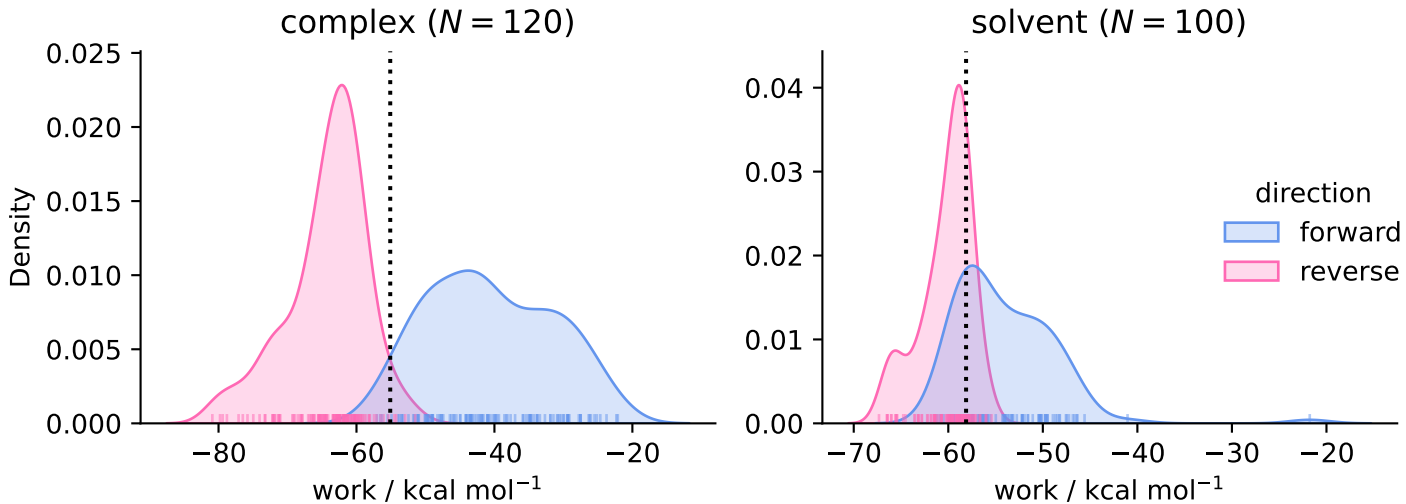 complex (N = 120)
0.025
0.020
0.015
0.010
0.005
0.000
Density
−80
−60
−40
−20
work / kcal mol⁻¹
solvent (N = 100)
0.04
0.03
0.02
0.01
0.00
−70
−60
−50
−40
−30
−20
work / kcal mol⁻¹
direction
forward
reverse